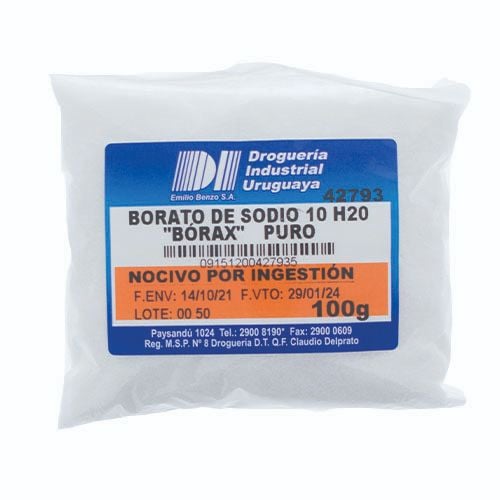 DI
Emilio Benzo S.A.
Droguería
Industrial
Uruguaya
42793
BORATO DE SODIO 10 H20
"BÓRAX" PURO
09151200427935
NOCIVO POR INGESTIÓN
F.ENV: 14/10/21 F.VTO: 29/01/24
LOTE: 00 50
100g
Paysandú 1024 Tel.: 2900 8190* Fax: 2900 0609
Reg. M.S.P. Nº 8 Droguería D.T. Q.F. Claudio Delprato